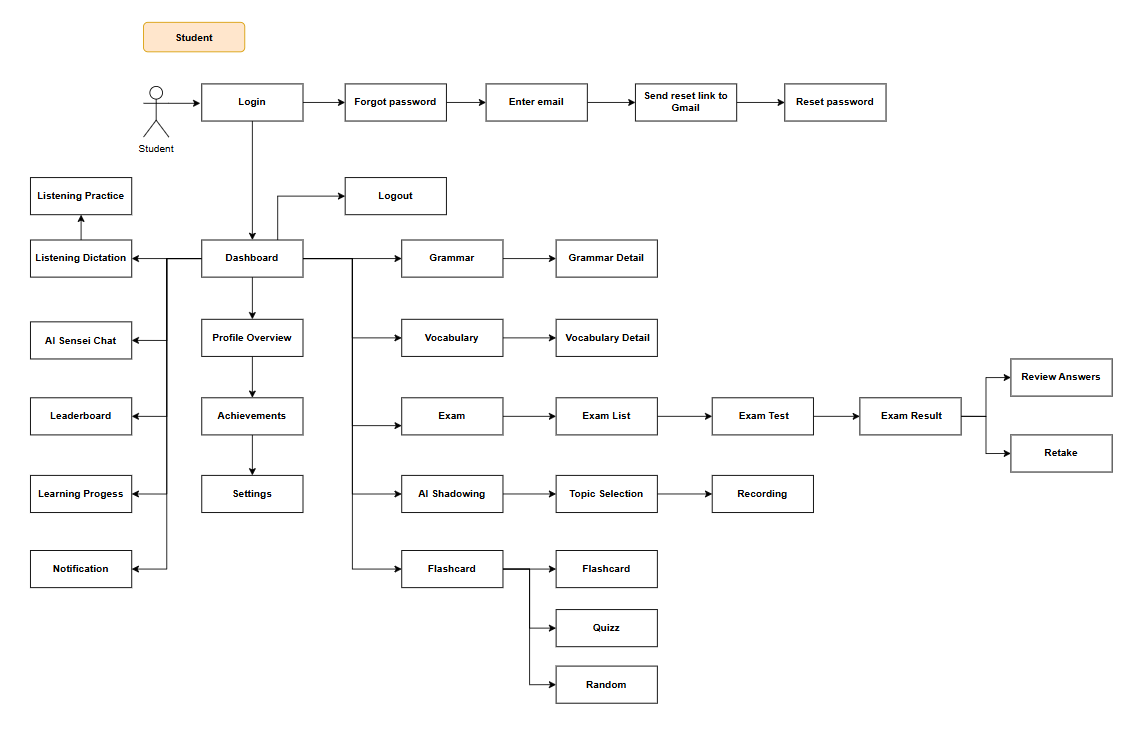 Student
Student
Login
Forgot password
Enter email
Send reset link to
Gmail
Reset password
Listening Practice
Logout
Listening Dictation
Dashboard
Grammar
Grammar Detail
AI Sensei Chat
Profile Overview
Vocabulary
Vocabulary Detail
Leaderboard
Achievements
Exam
Exam List
Exam Test
Exam Result
Review Answers
Retake
Learning Progess
Settings
AI Shadowing
Topic Selection
Recording
Notification
Flashcard
Flashcard
Quizz
Random